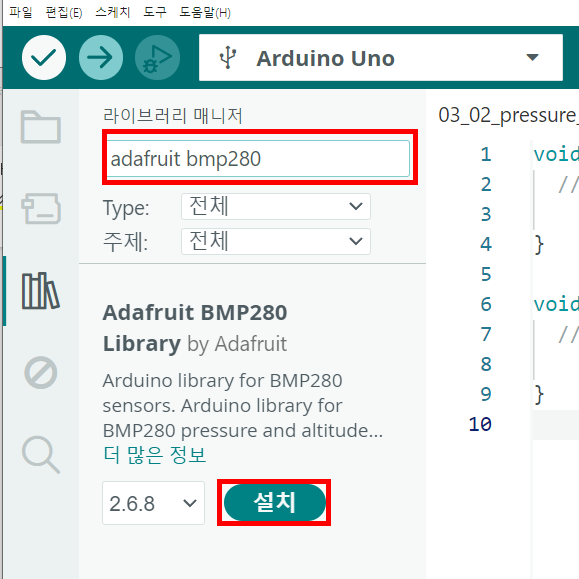 파일 편집(E) 스케치 도구 도움말(H)
Arduino Uno
라이브러리 매니저
adafruit bmp280
Type: 전체
주제: 전체
Adafruit BMP280
Library by Adafruit
Arduino library for BMP280
sensors. Arduino library for
BMP280 pressure and altitude...
더 많은 정보
2.6.8 설치
03_02_pressure_
1 void
2 //
3
4 }
5
6 void
7 //
8
9 }
10